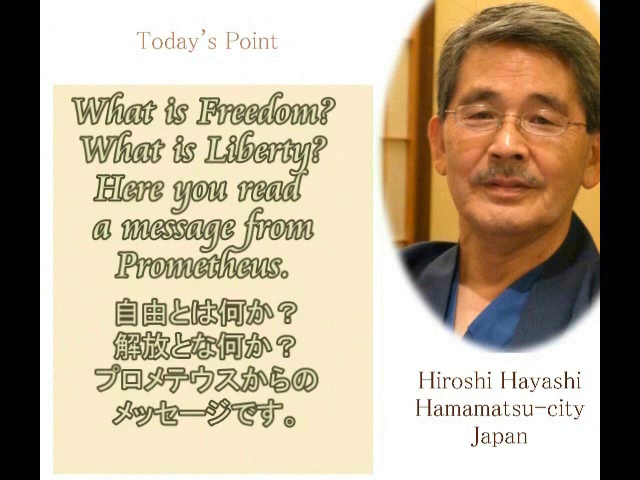 Today's Point
What is Freedom?
What is Liberty?
Here you read
a message from
Prometheus.
自由とは何か？
解放とな何か？
プロメテウスからの
メッセージです。
Hiroshi Hayashi
Hamamatsu-city
Japan